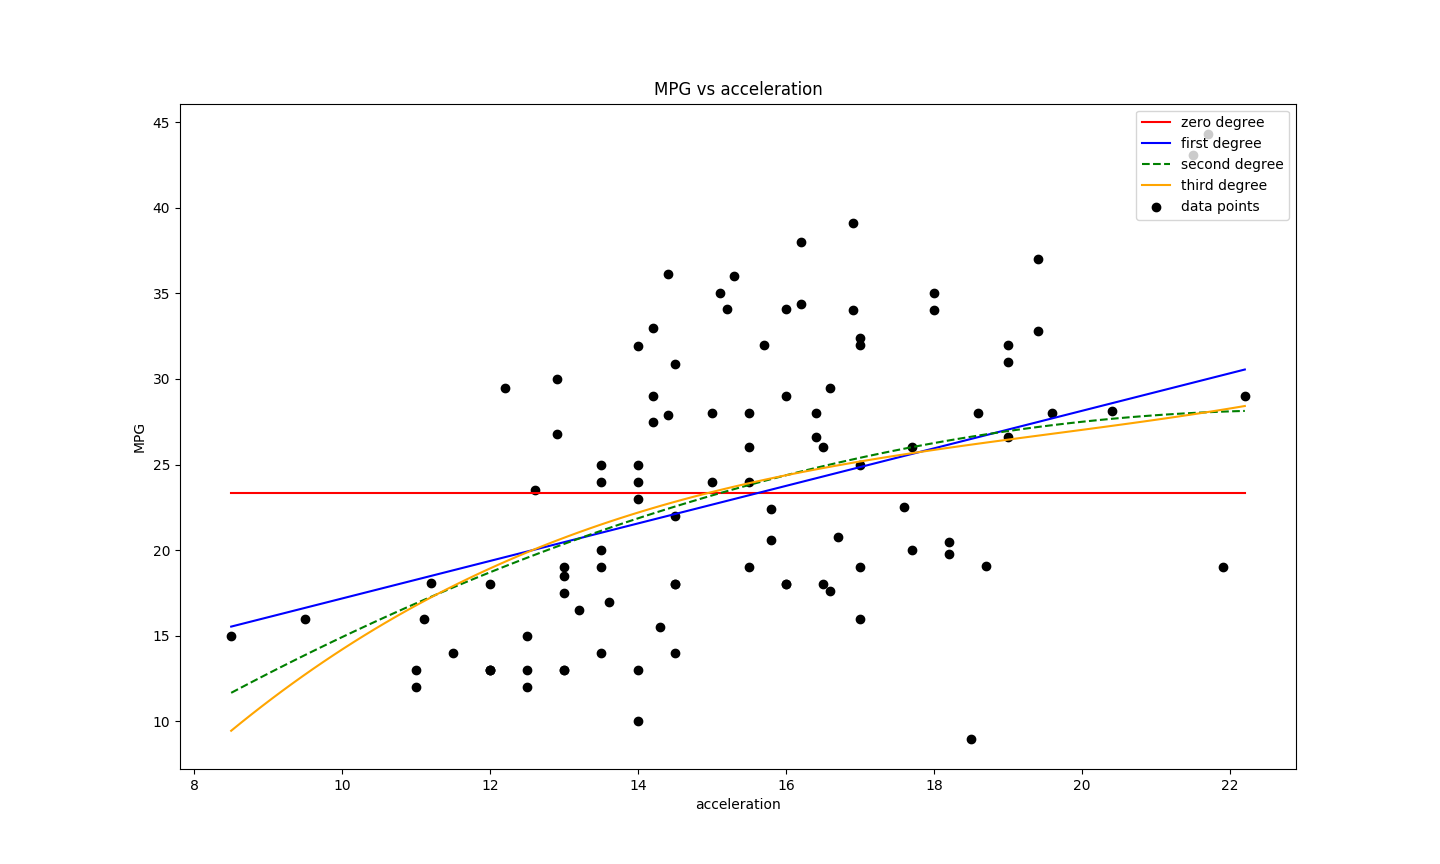 MPG vs acceleration
45
40
35
30
25
20
15
10
MPG
8 10 12 14 16 18 20 22
acceleration
zero degree
first degree
second degree
third degree
data points